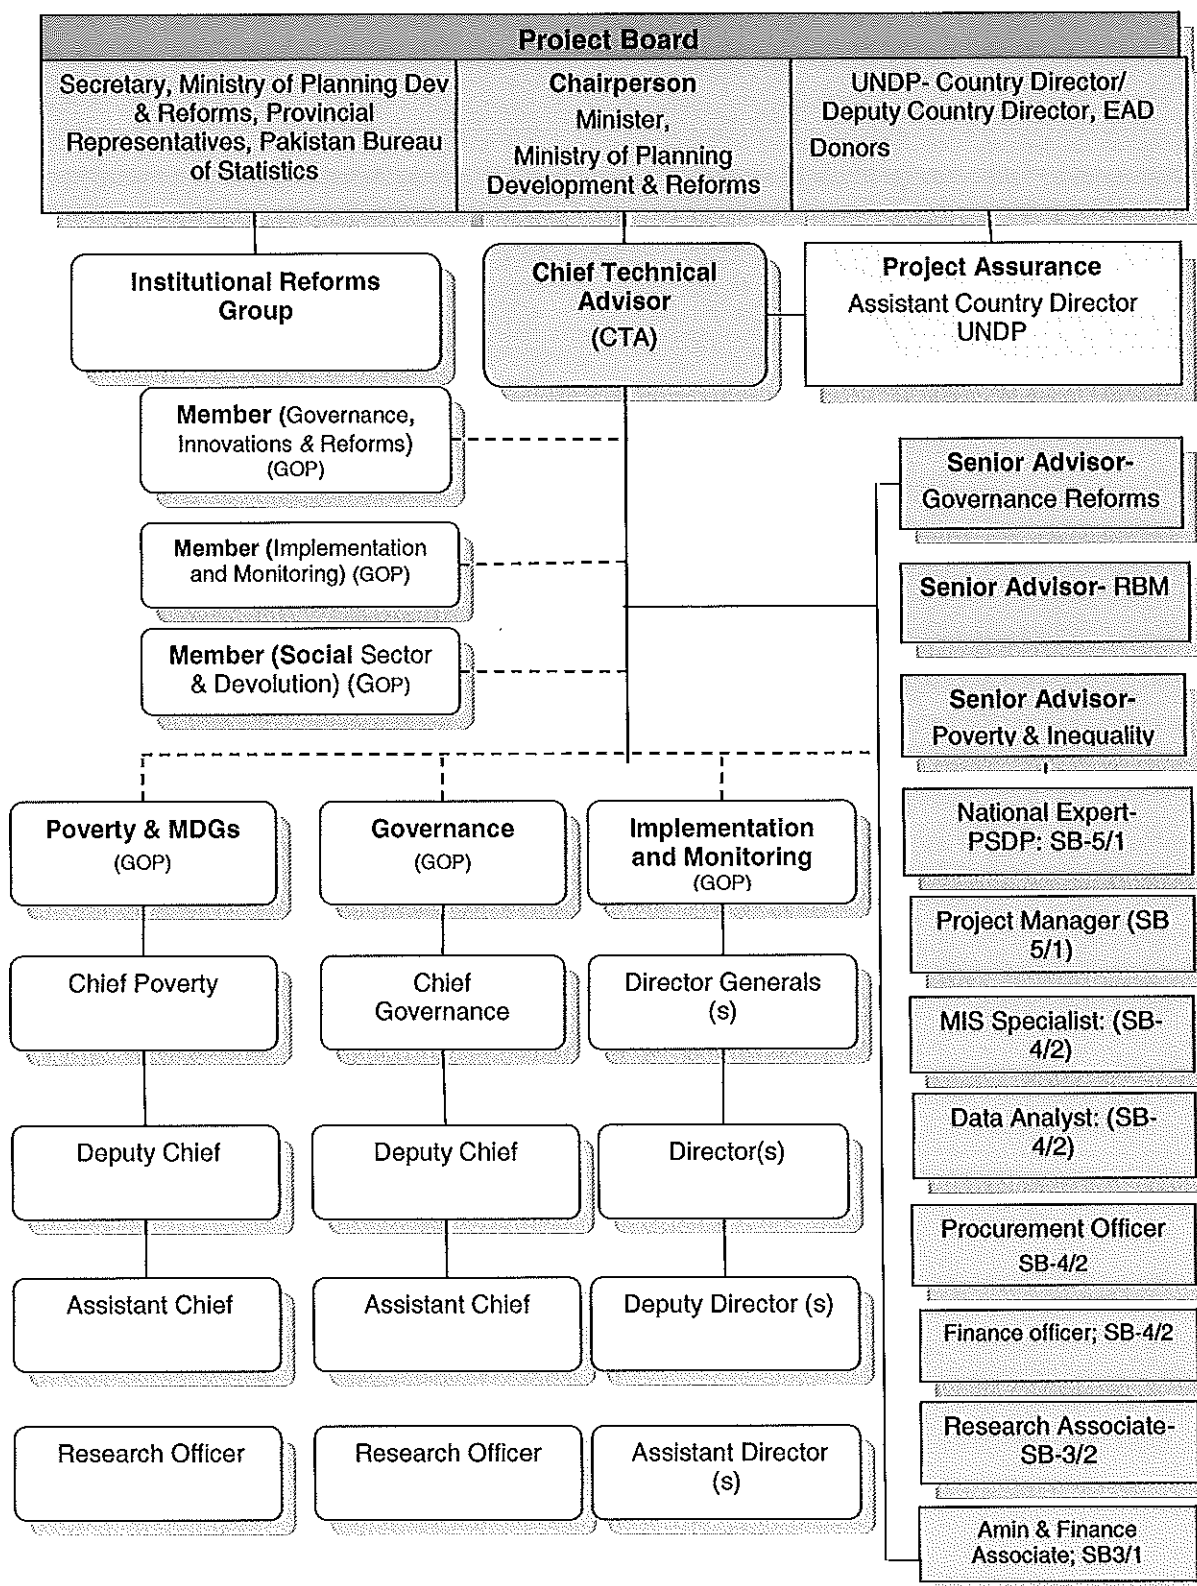 Project Board
Secretary, Ministry of Planning Dev
& Reforms, Provincial
Representatives, Pakistan Bureau
of Statistics
Chairperson
Minister,
Ministry of Planning
Development & Reforms
UNDP- Country Director/
Deputy Country Director, EAD
Donors
Institutional Reforms
Group
Chief Technical
Advisor
(CTA)
Project Assurance
Assistant Country Director
UNDP
Member (Governance,
Innovations & Reforms)
(GOP)
Member (Implementation
and Monitoring) (GOP)
Member (Social Sector
& Devolution) (GOP)
Senior Advisor-
Governance Reforms
Senior Advisor- RBM
Senior Advisor-
Poverty & Inequality
National Expert-
PSDP: SB-5/1
Project Manager (SB
5/1)
MIS Specialist: (SB-
4/2)
Data Analyst: (SB-
4/2)
Procurement Officer
SB-4/2
Finance officer; SB-4/2
Research Associate-
SB-3/2
Amin & Finance
Associate; SB3/1
Poverty & MDGs
(GOP)
Chief Poverty
Deputy Chief
Assistant Chief
Research Officer
Governance
(GOP)
Chief
Governance
Deputy Chief
Assistant Chief
Research Officer
Implementation
and Monitoring
(GOP)
Director Generals
(s)
Director(s)
Deputy Director (s)
Assistant Director
(s)